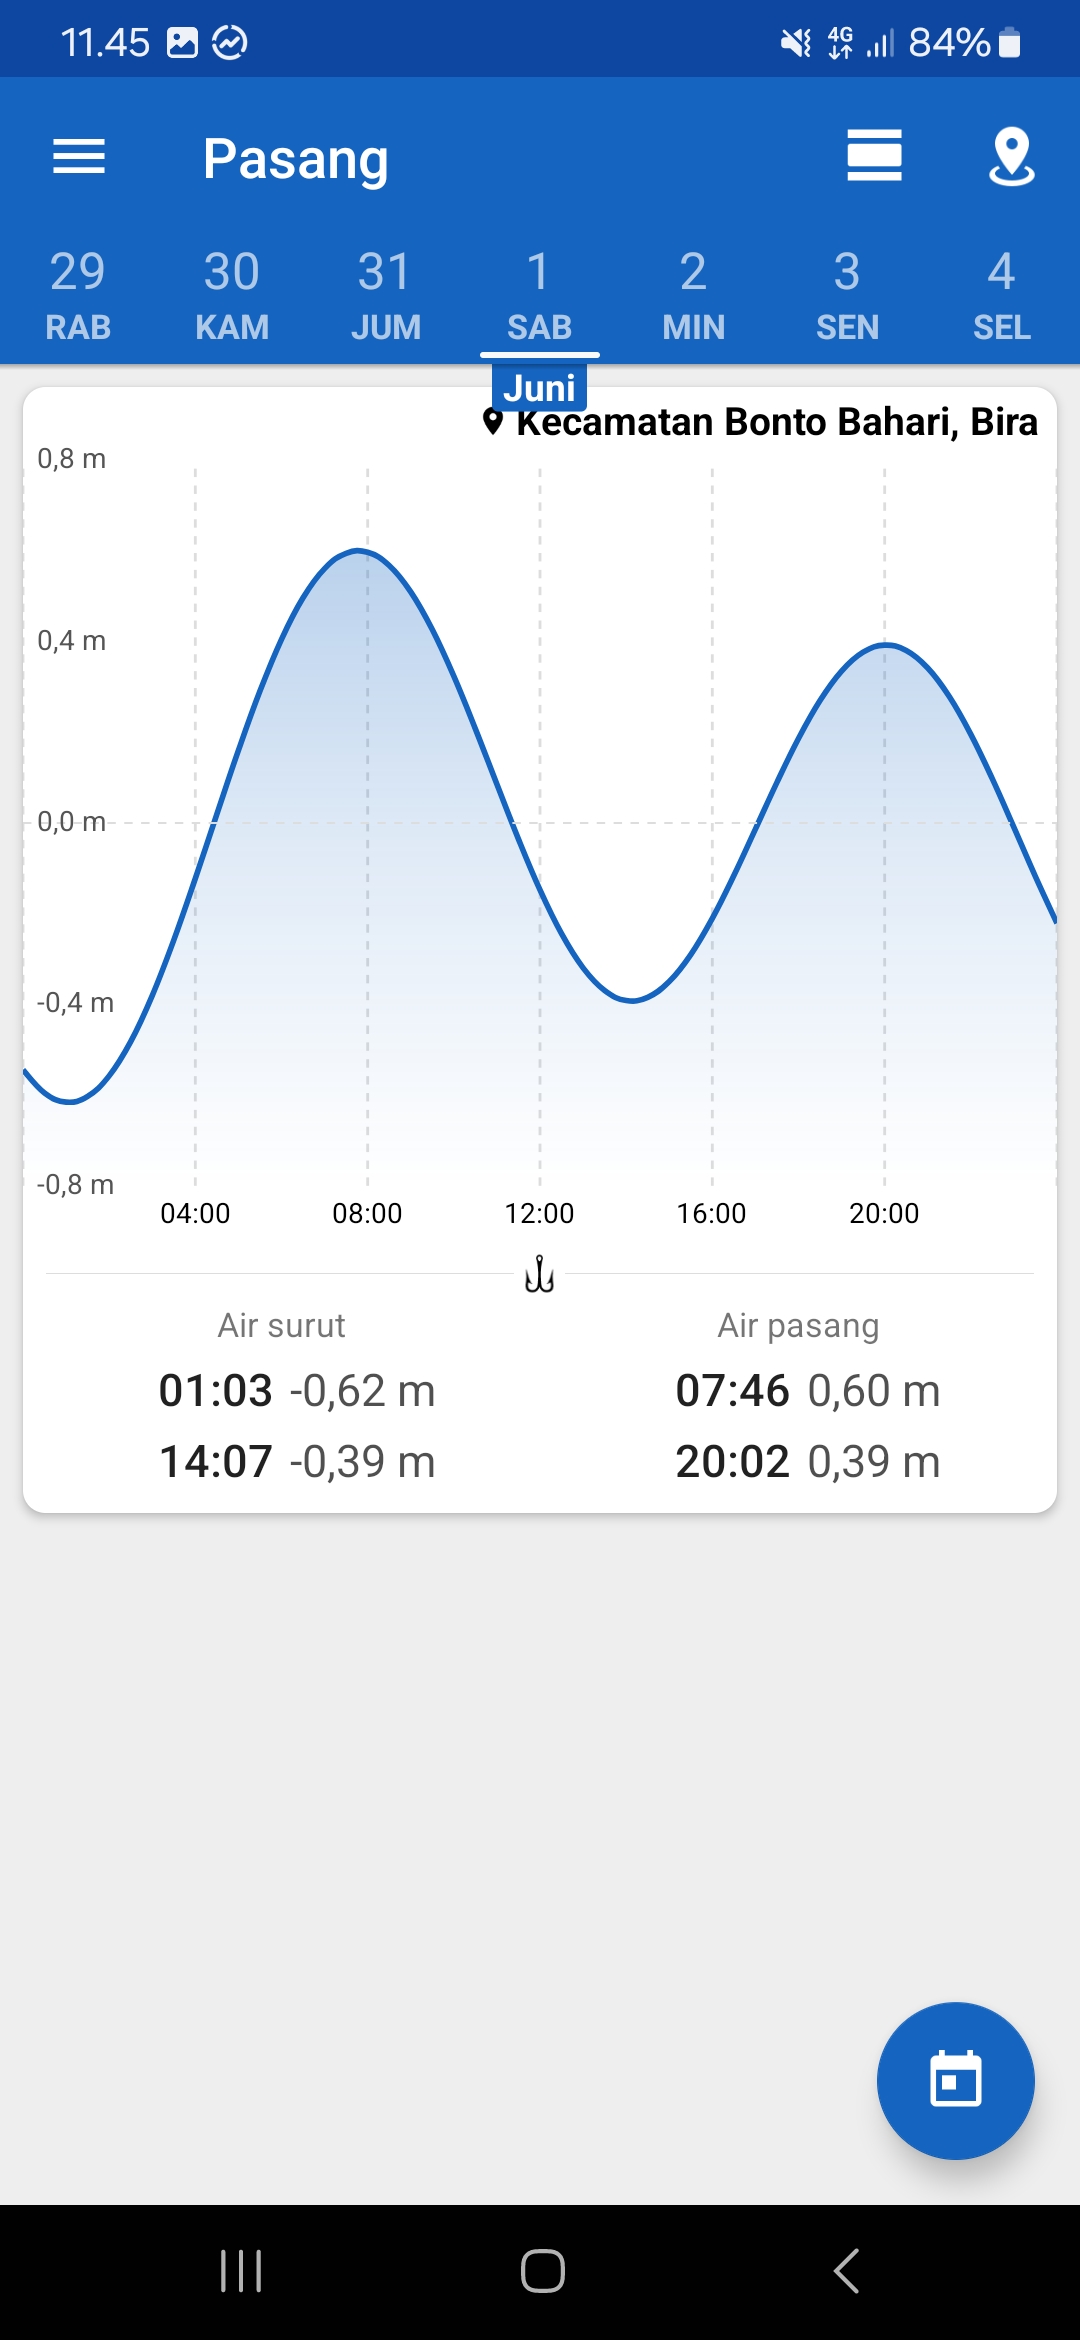 11.45 4G 84%
Pasang
29 30 31 1 2 3 4
RAB KAM JUM SAB MIN SEN SEL
Juni
Kecamatan Bonto Bahari, Bira
0,8 m
0,4 m
0,0 m
-0,4 m
-0,8 m
04:00 08:00 12:00 16:00 20:00
Air surut Air pasang
01:03 -0,62 m 07:46 0,60 m
14:07 -0,39 m 20:02 0,39 m